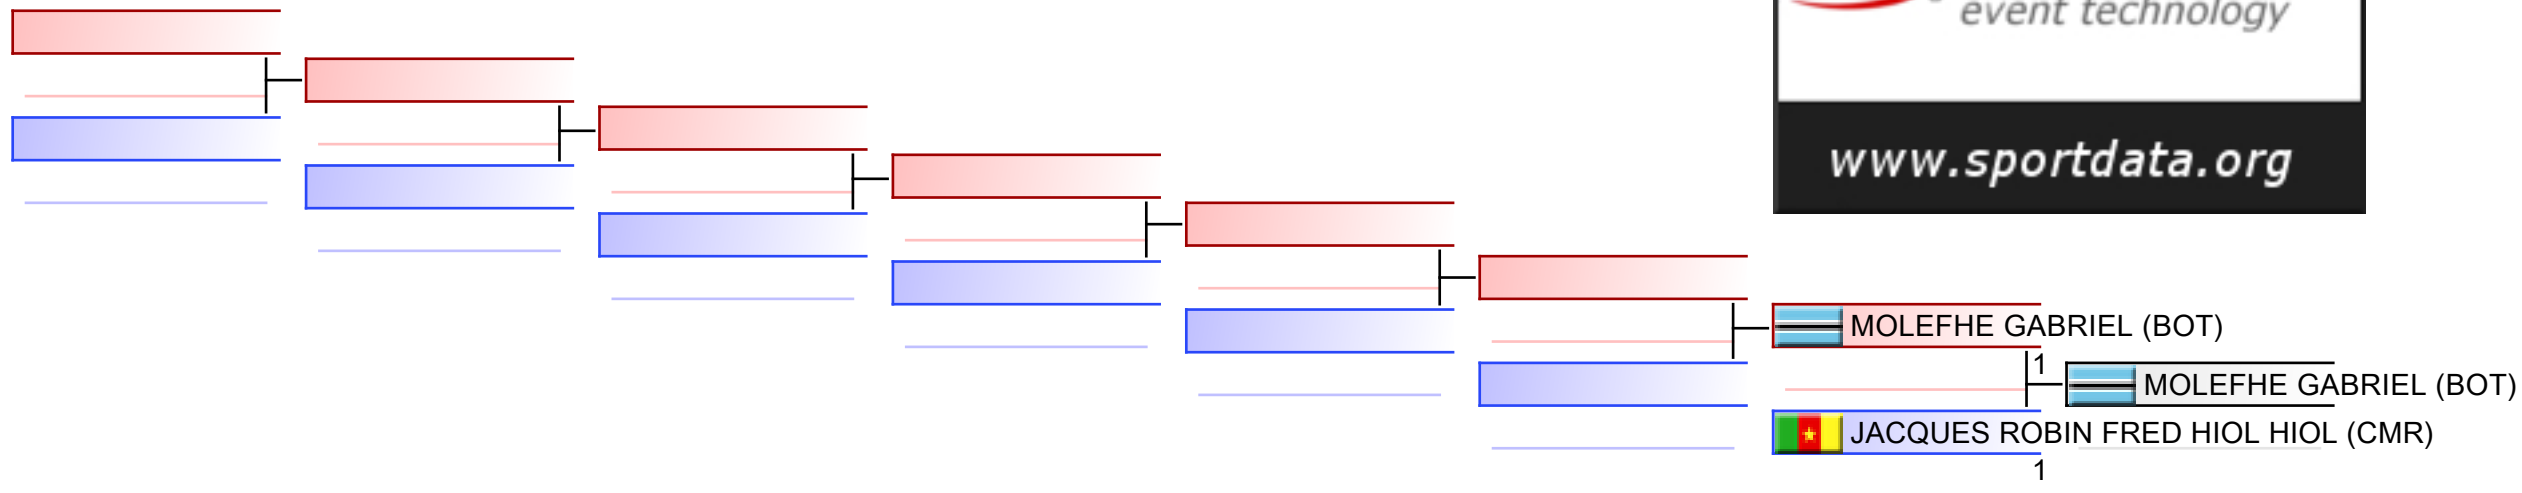 event technology
www.sportdata.org
MOLEFHE GABRIEL (BOT)
1
MOLEFHE GABRIEL (BOT)
JACQUES ROBIN FRED HIOL HIOL (CMR)
1